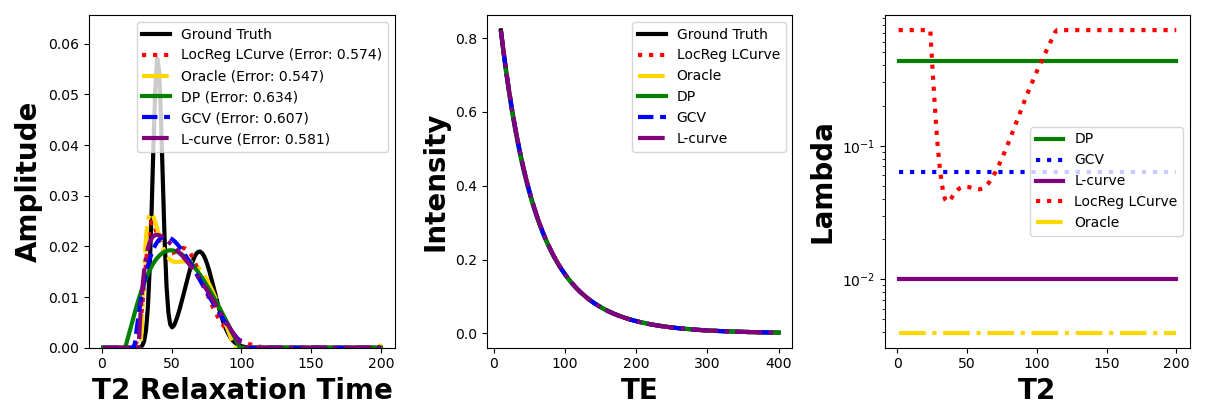 Amplitude
0.06
0.05
0.04
0.03
0.02
0.01
0.00
0
50
100
150
200
T2 Relaxation Time
Ground Truth
LocReg LCurve (Error: 0.574)
Oracle (Error: 0.547)
DP (Error: 0.634)
GCV (Error: 0.607)
L-curve (Error: 0.581)
Intensity
0.8
0.6
0.4
0.2
0.0
0
100
200
300
400
TE
Ground Truth
LocReg LCurve
Oracle
DP
GCV
L-curve
Lambda
10⁻¹
10⁻²
0
50
100
150
200
T2
DP
GCV
L-curve
LocReg LCurve
Oracle